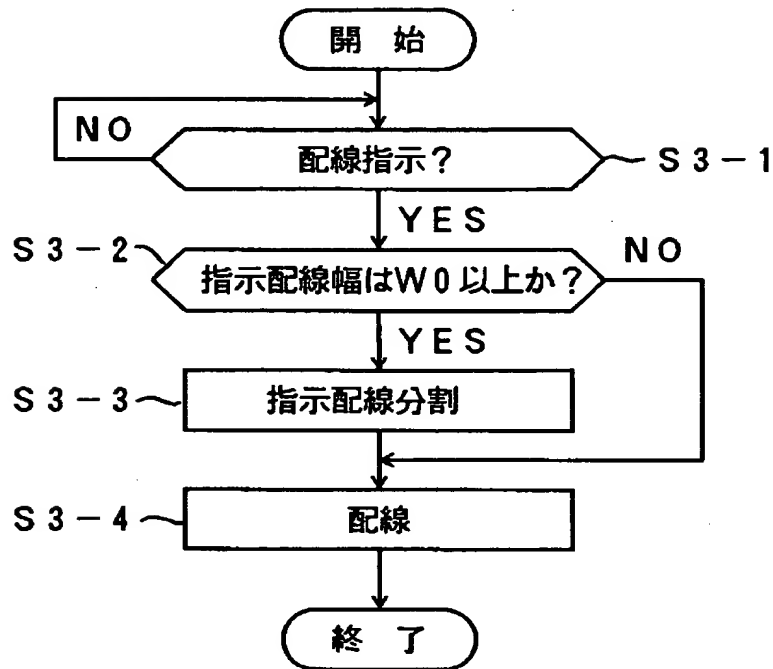 開 始
NO
配線指示?
S3-1
YES
S3-2
NO
指示配線幅はW0以上か?
YES
S3-3
指示配線分割
S3-4
配線
終 了